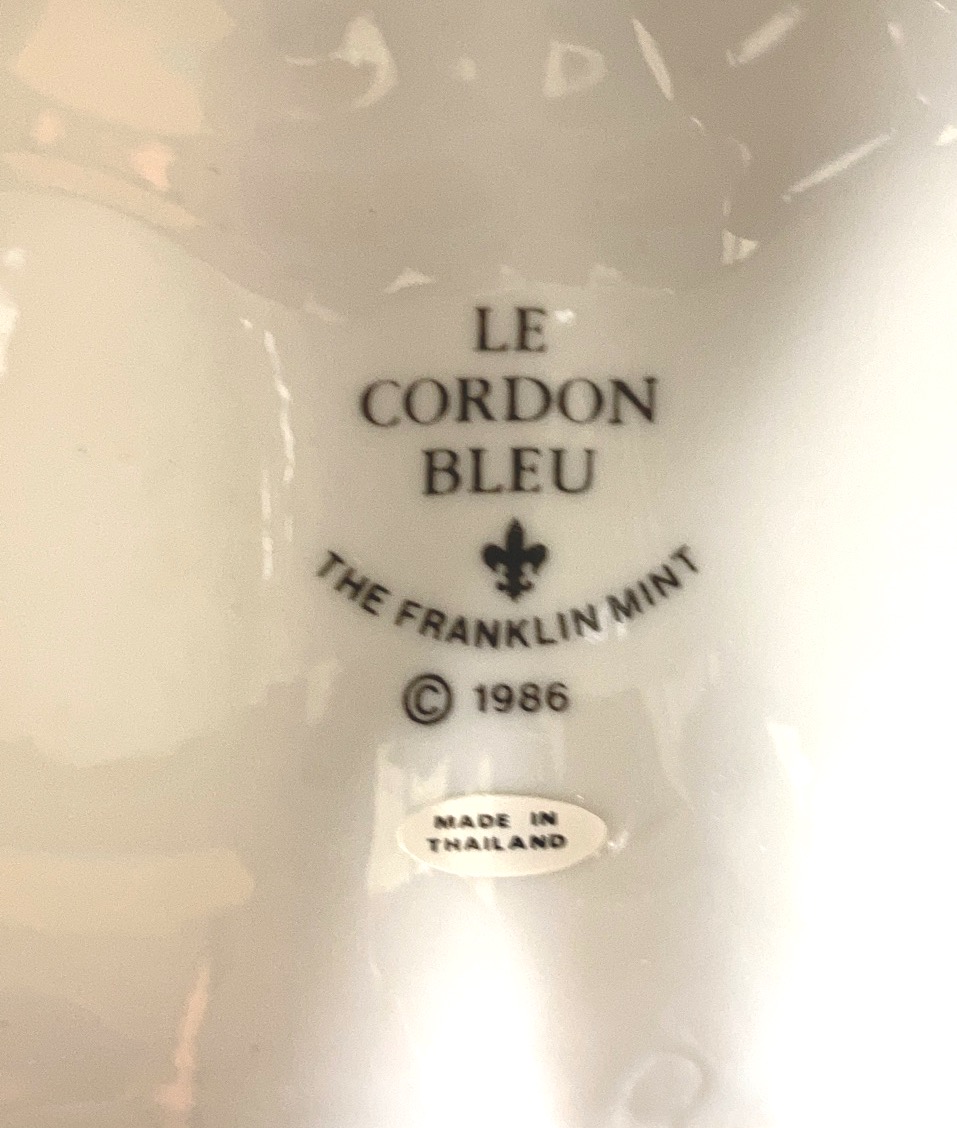 LE
CORDON
BLEU
THE FRANKLIN MINT
© 1986
MADE IN
THAILAND